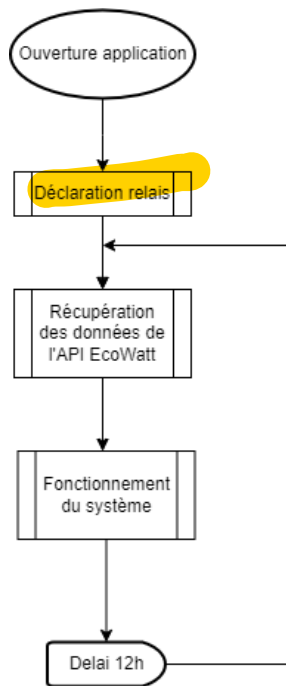 Ouverture application
Déclaration relais
Récupération
des données de
l'API EcoWatt
Fonctionnement
du système
Delai 12h